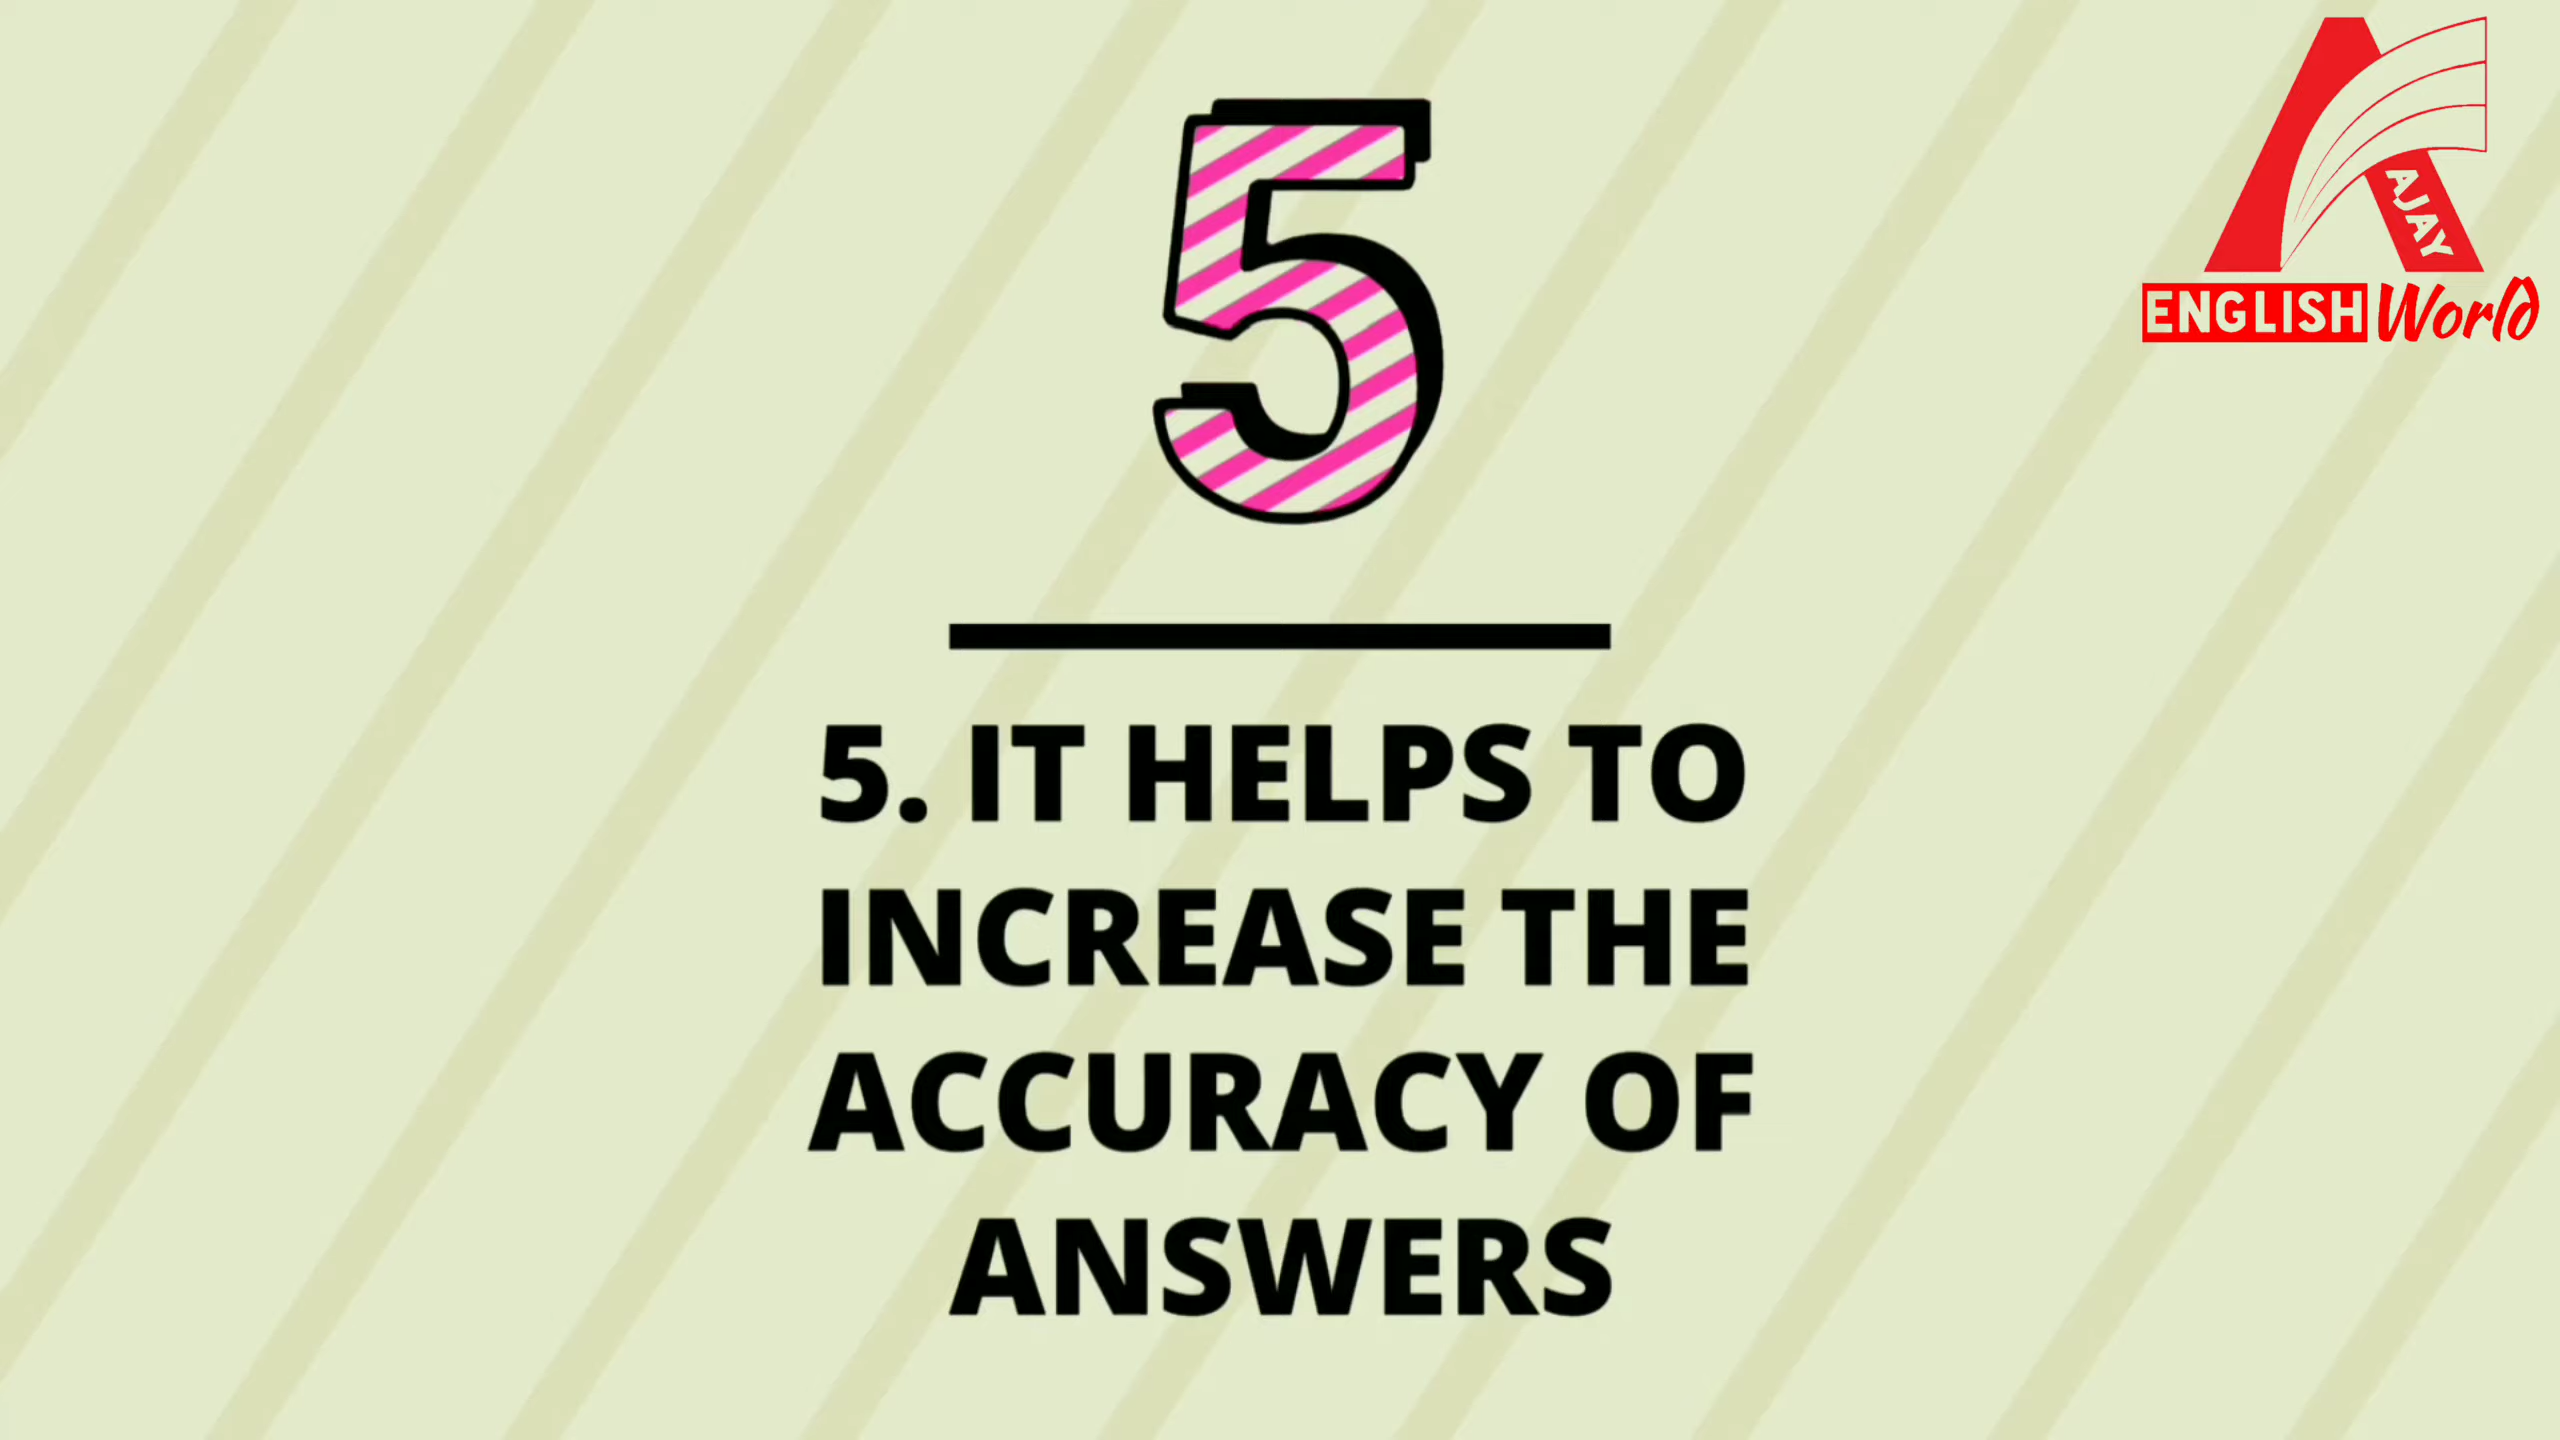 5
AJAY
ENGLISH World
5. IT HELPS TO
INCREASE THE
ACCURACY OF
ANSWERS